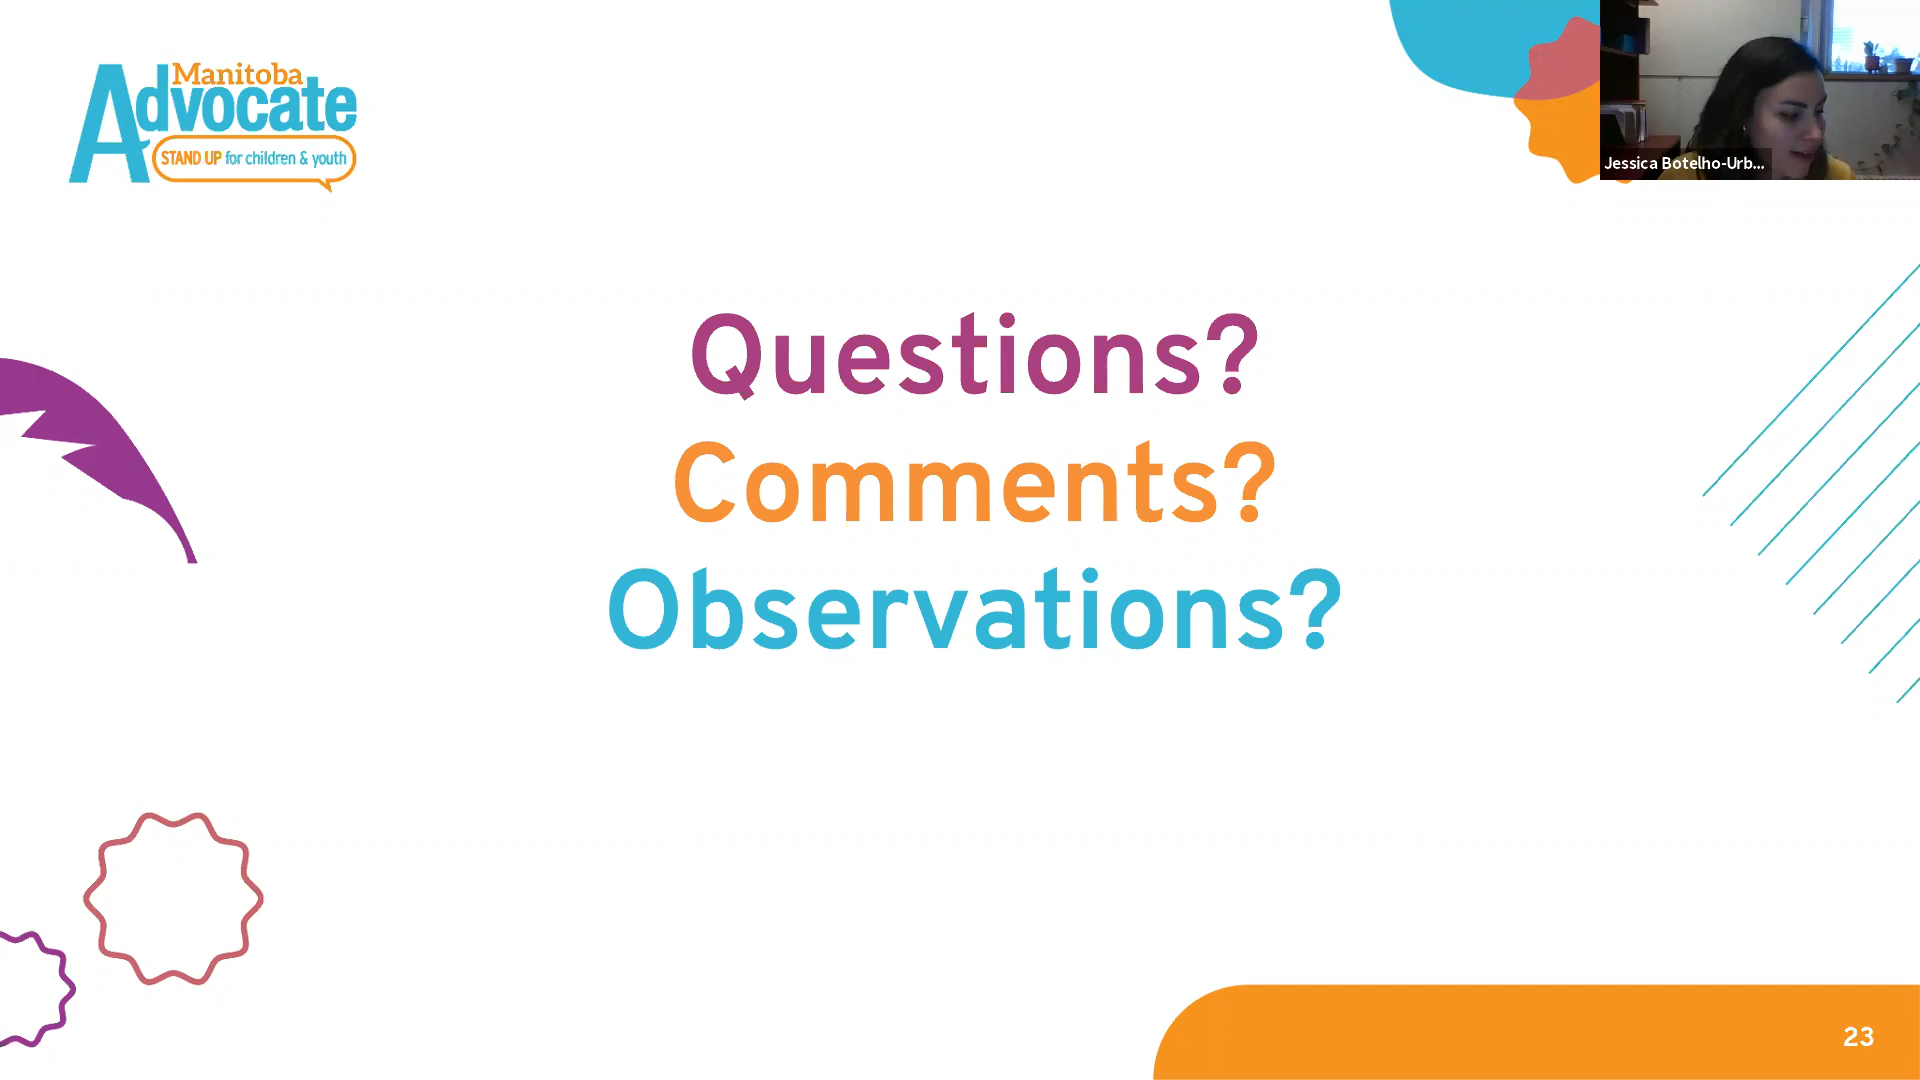 Manitoba
Advocate
STAND UP for children & youth
Jessica Botelho-Urb...
Questions?
Comments?
Observations?
23